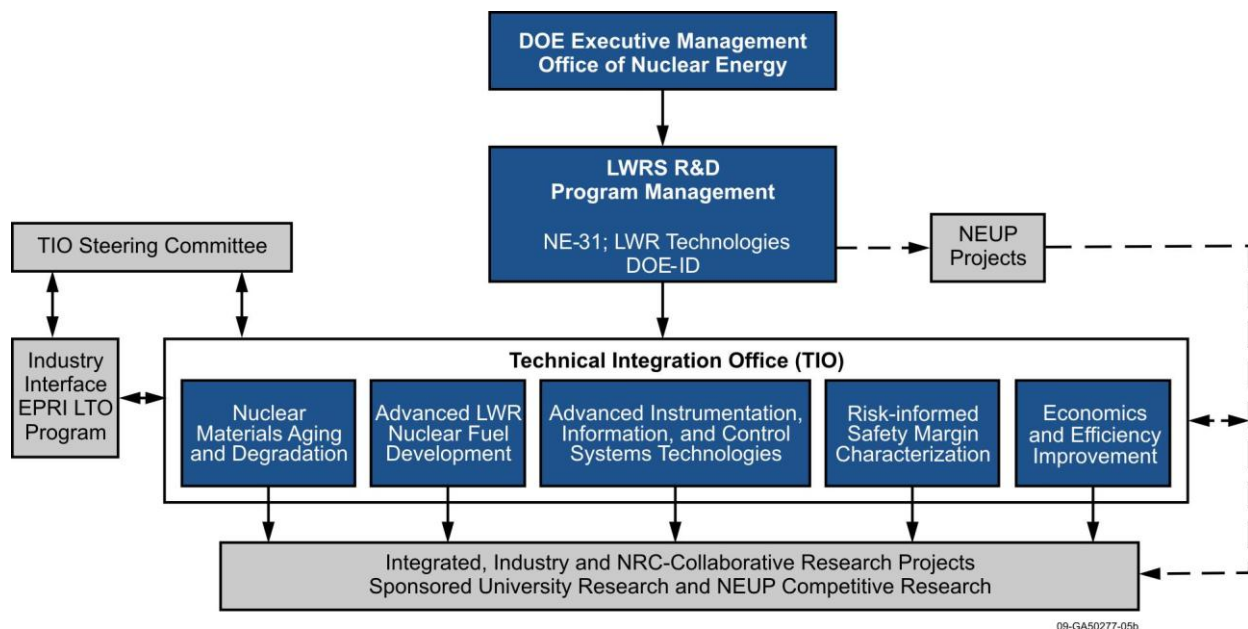 DOE Executive Management
Office of Nuclear Energy
LWRS R&D
Program Management
NE-31; LWR Technologies
DOE-ID
NEUP
Projects
TIO Steering Committee
Industry
Interface
EPRI LTO
Program
Technical Integration Office (TIO)
Nuclear
Materials Aging
and Degradation
Advanced LWR
Nuclear Fuel
Development
Advanced Instrumentation,
Information, and Control
Systems Technologies
Risk-informed
Safety Margin
Characterization
Economics
and Efficiency
Improvement
Integrated, Industry and NRC-Collaborative Research Projects
Sponsored University Research and NEUP Competitive Research
09-GA50277-05b